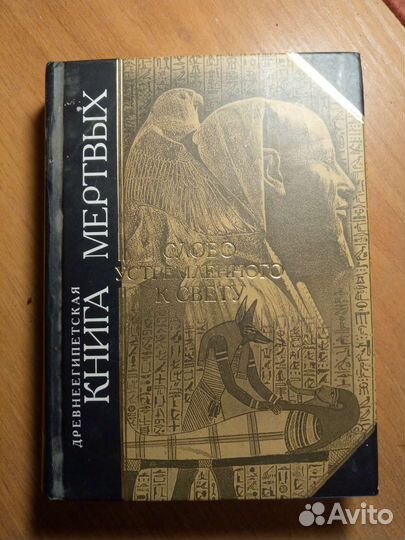 ДРЕВНЕЕГИПЕТСКАЯ
КНИГА МЕРТВЫХ
СЛОВО
УСТРЕМЛЕННОГО
К СВЕТУ
Avito